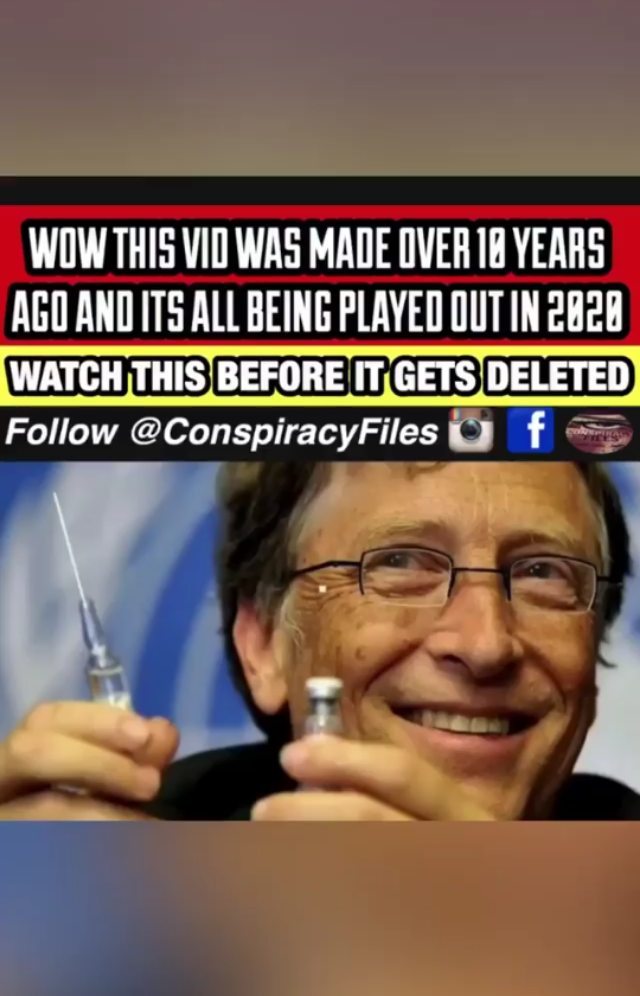 WOW THIS VID WAS MADE OVER 10 YEARS
AGO AND ITS ALL BEING PLAYED OUT IN 2020
WATCH THIS BEFORE IT GETS DELETED
Follow @ConspiracyFiles f CONSPIRACY
FILES